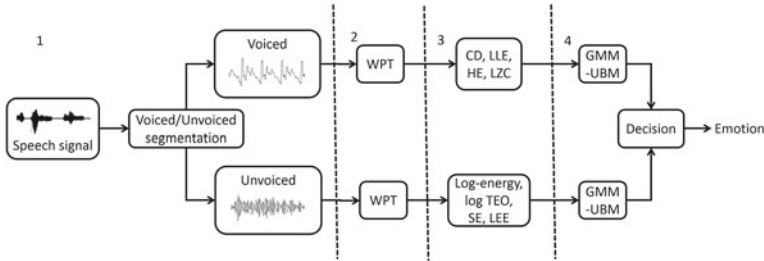 1
2
3
4
Voiced
WPT
CD, LLE,
HE, LZC
GMM
-UBM
Speech signal
Voiced/Unvoiced
segmentation
Decision
Emotion
Unvoiced
WPT
Log-energy,
log TEO,
SE, LEE
GMM
-UBM